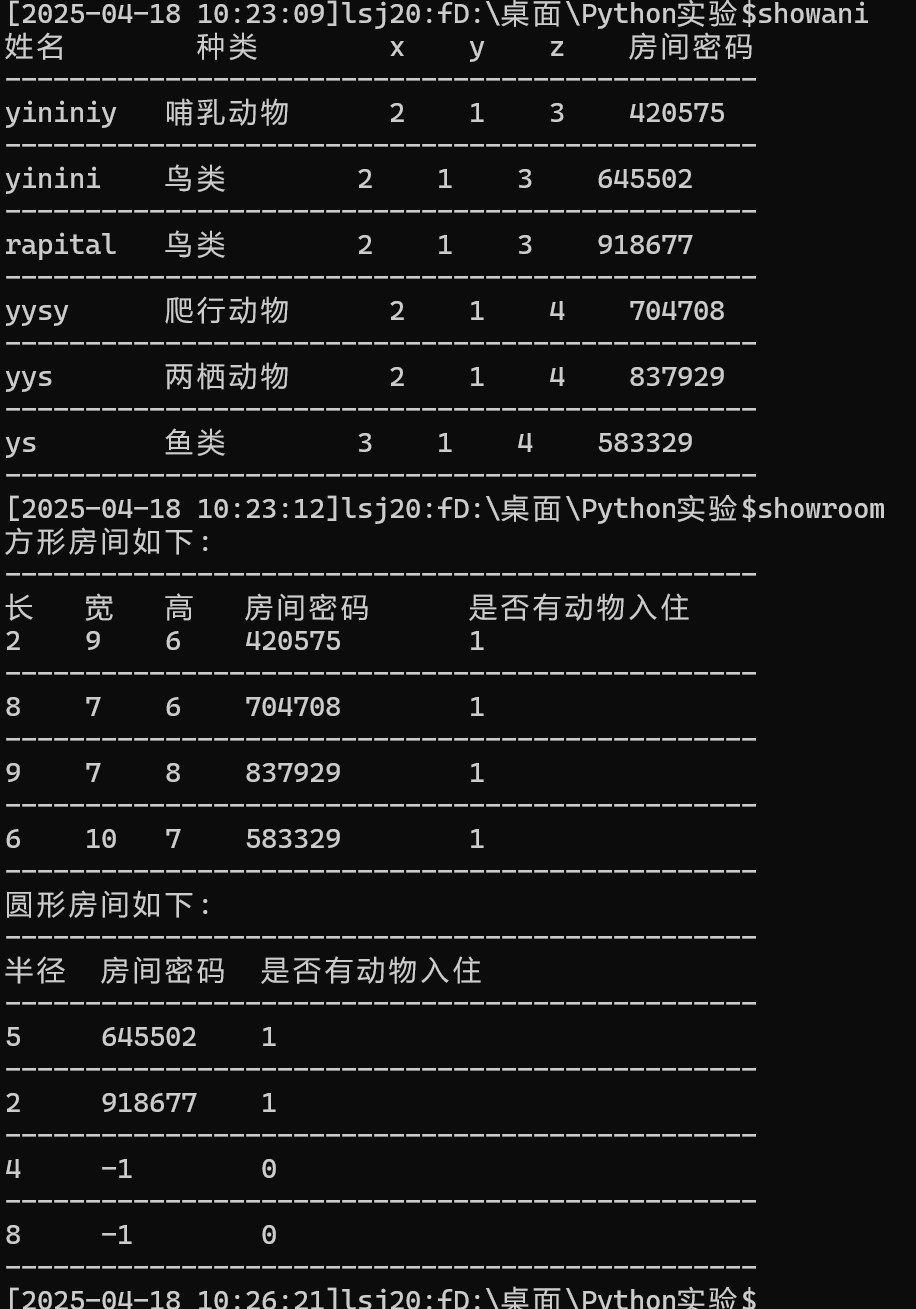 [2025-04-18 10:23:09]lsj20:fD:\桌面\Python实验$showani
姓名 种类 x y z 房间密码
-----------------------------------------------
yininiy 哺乳动物 2 1 3 420575
-----------------------------------------------
yinini 鸟类 2 1 3 645502
-----------------------------------------------
rapital 鸟类 2 1 3 918677
-----------------------------------------------
yysy 爬行动物 2 1 4 704708
-----------------------------------------------
yys 两栖动物 2 1 4 837929
-----------------------------------------------
ys 鱼类 3 1 4 583329
-----------------------------------------------
[2025-04-18 10:23:12]lsj20:fD:\桌面\Python实验$showroom
方形房间如下:
-----------------------------------------------
长 宽 高 房间密码 是否有动物入住
2 9 6 420575 1
-----------------------------------------------
8 7 6 704708 1
-----------------------------------------------
9 7 8 837929 1
-----------------------------------------------
6 10 7 583329 1
-----------------------------------------------
圆形房间如下:
-----------------------------------------------
半径 房间密码 是否有动物入住
-----------------------------------------------
5 645502 1
-----------------------------------------------
2 918677 1
-----------------------------------------------
4 -1 0
-----------------------------------------------
8 -1 0
-----------------------------------------------
[2025-04-18 10:26:21]lsj20:fD:\桌面\Python实验$